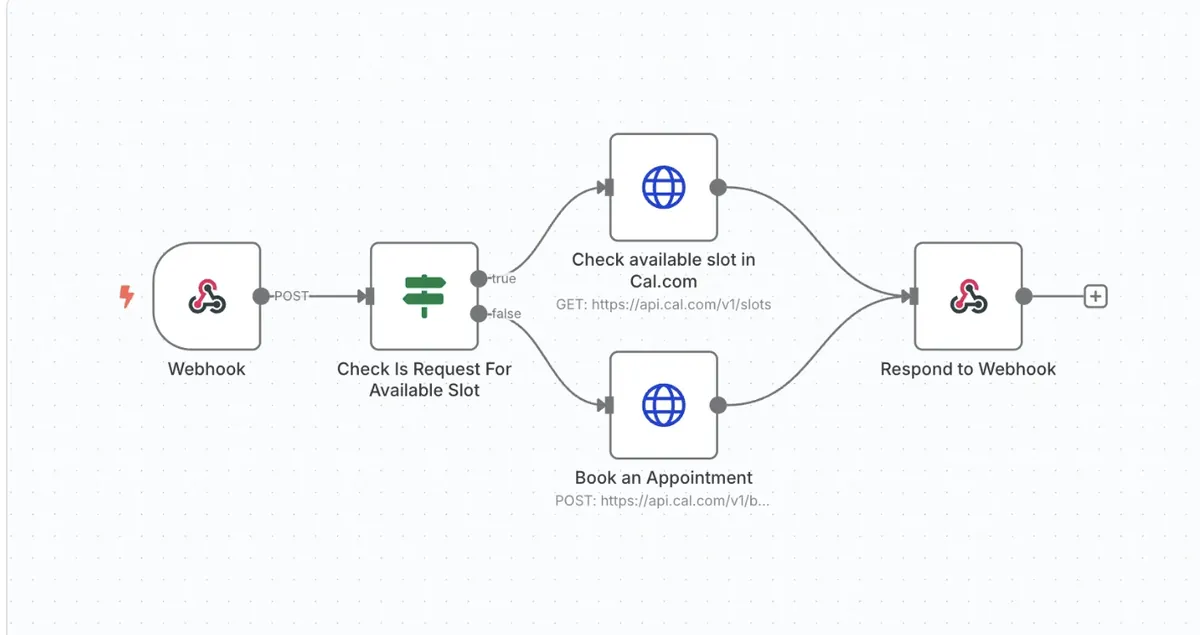 POST
Webhook
true
false
Check Is Request For
Available Slot
Check available slot in
Cal.com
GET: https://api.cal.com/v1/slots
Book an Appointment
POST: https://api.cal.com/v1/b...
Respond to Webhook